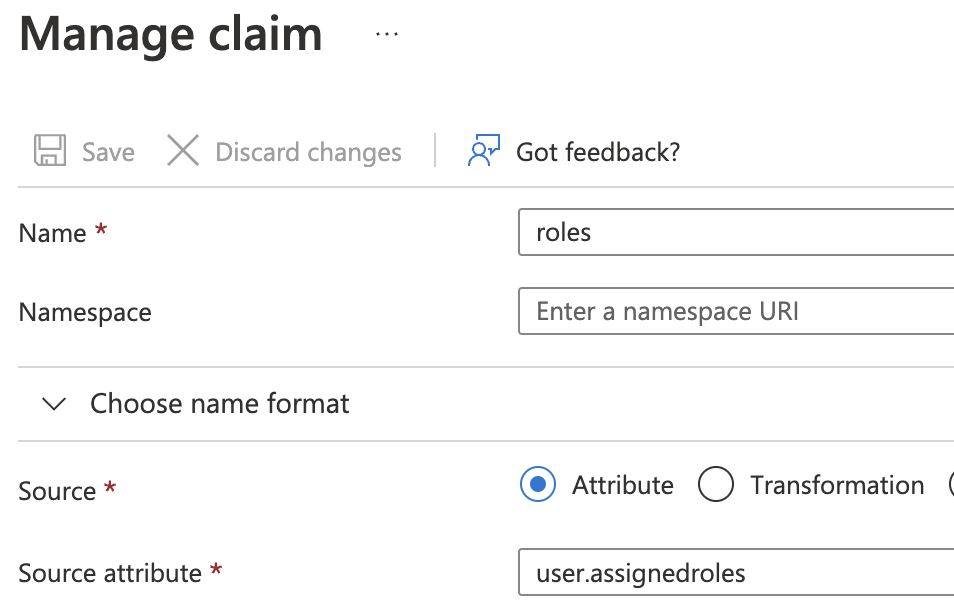 Manage claim ...
Save Discard changes Got feedback?
Name * roles
Namespace Enter a namespace URI
Choose name format
Source * Attribute Transformation
Source attribute * user.assignedroles